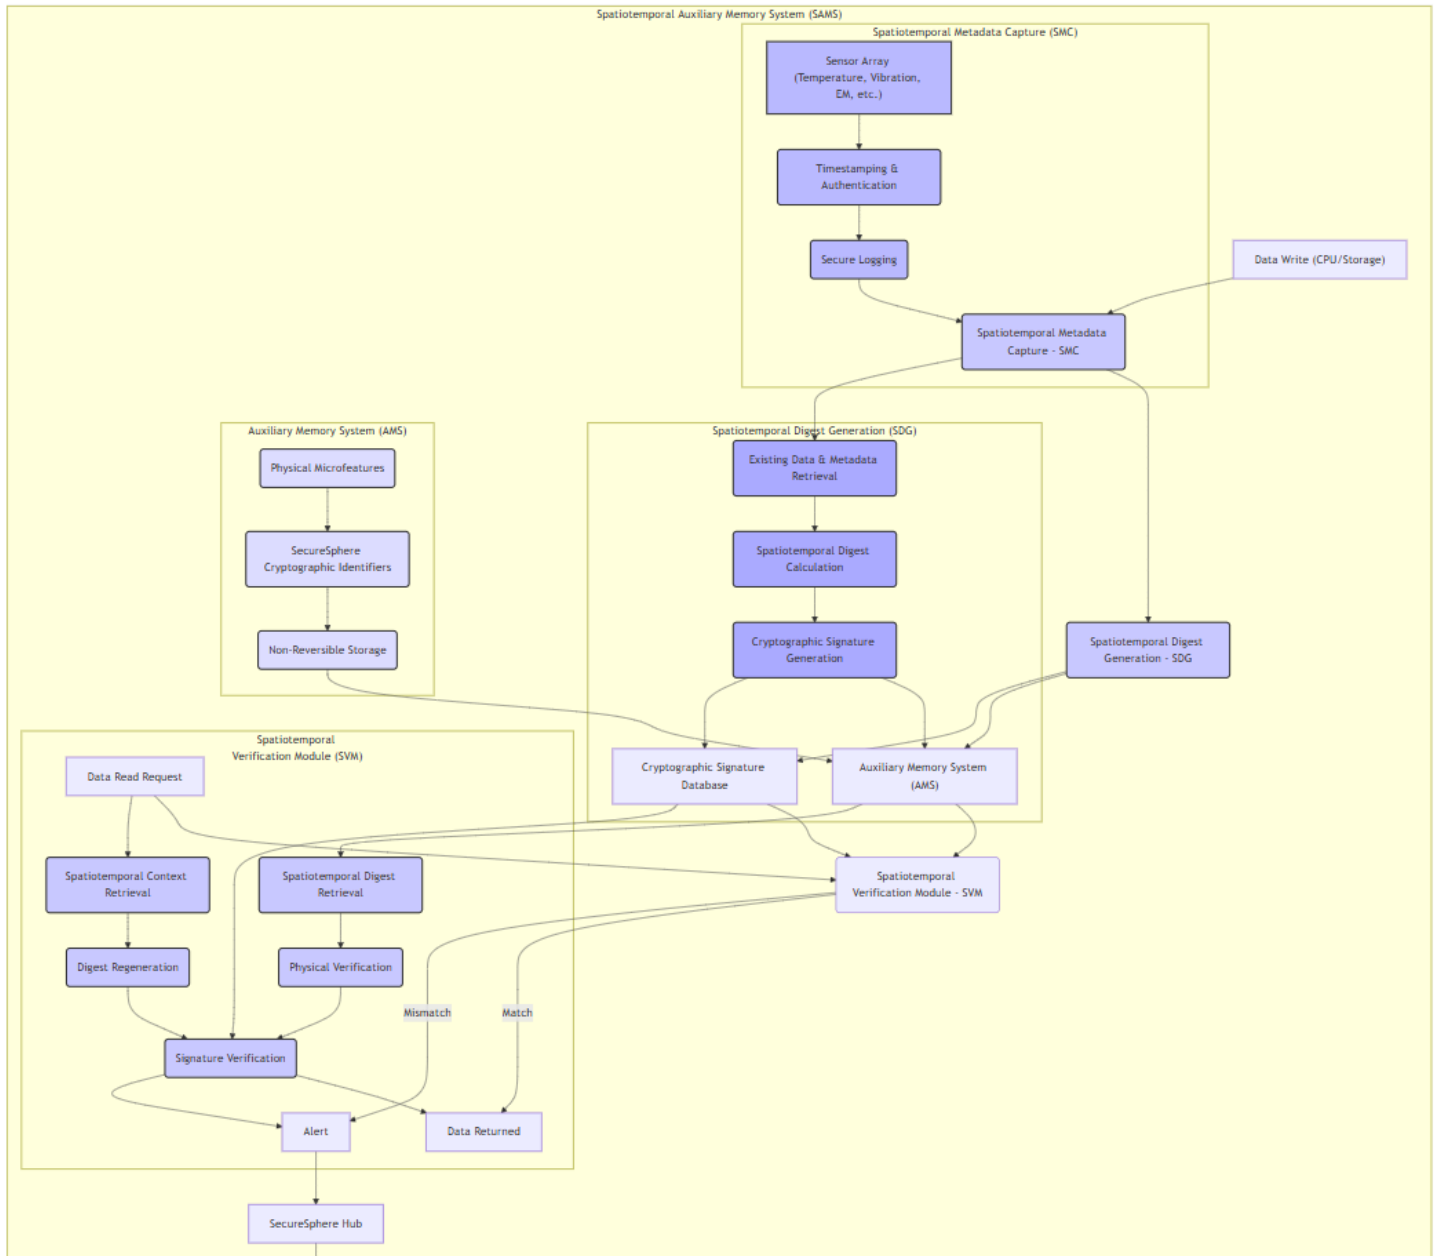 Spatiotemporal Auxiliary Memory System (SAMS)
Spatiotemporal Metadata Capture (SMC)
Sensor Array
(Temperature, Vibration,
EM, etc.)
Timestamping &
Authentication
Secure Logging
Data Write (CPU/Storage)
Spatiotemporal Metadata
Capture - SMC
Auxiliary Memory System (AMS)
Physical Microfeatures
SecureSphere
Cryptographic Identifiers
Non-Reversible Storage
Spatiotemporal Digest Generation (SDG)
Existing Data & Metadata
Retrieval
Spatiotemporal Digest
Calculation
Cryptographic Signature
Generation
Spatiotemporal Digest
Generation - SDG
Cryptographic Signature
Database
Auxiliary Memory System
(AMS)
Spatiotemporal
Verification Module (SVM)
Data Read Request
Spatiotemporal Context
Retrieval
Spatiotemporal Digest
Retrieval
Spatiotemporal
Verification Module - SVM
Digest Regeneration
Physical Verification
Mismatch
Match
Signature Verification
Alert
Data Returned
SecureSphere Hub